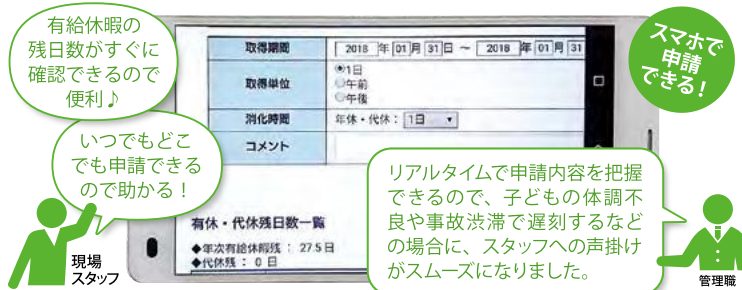 有給休暇の
残日数がすぐに
確認できるので
便利♪
いつでもどこ
でも申請できる
ので助かる！
現場
スタッフ
スマホで
申請
できる！
取得期間 2018 年 01 月 31 日 ～ 2018 年 01 月 31
取得単位
1日
午前
午後
消化時間 年休・代休： 1日
コメント
有休・代休残日数一覧
◆年次有給休暇残 ： 27.5 日
◆代休残 ： 0 日
リアルタイムで申請内容を把握
できるので、子どもの体調不
良や事故渋滞で遅刻するなど
の場合に、スタッフへの声掛け
がスムーズになりました。
管理職